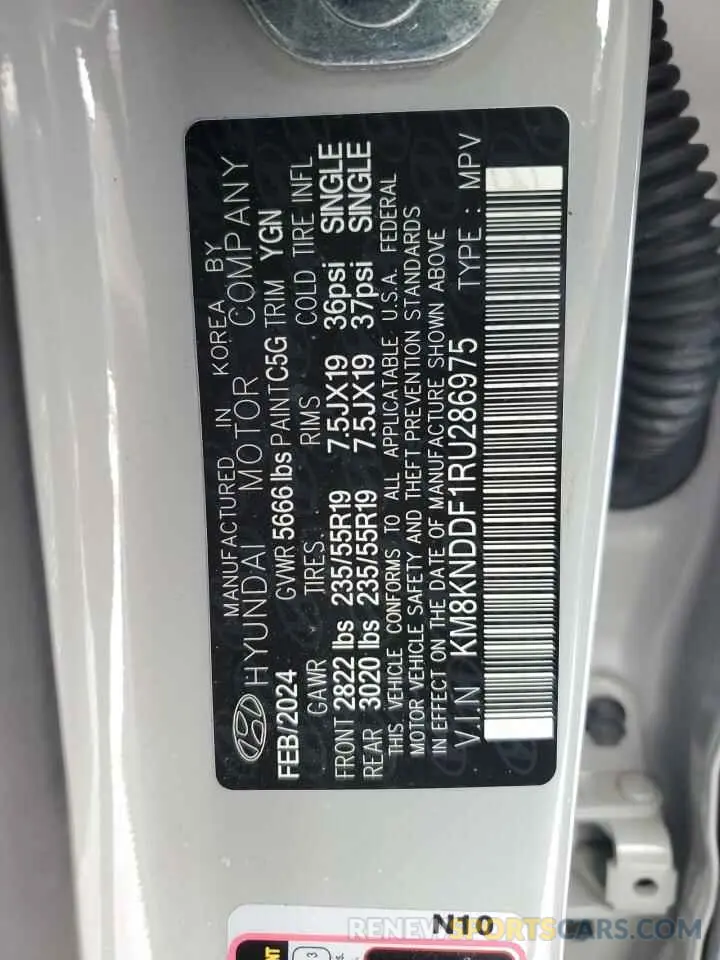 MANUFACTURED IN KOREA BY
HYUNDAI MOTOR COMPANY
FEB/2024 GVWR 5666 lbs PAINT C5G TRIM YGN
GAWR TIRES RIMS COLD TIRE INFL
FRONT 2822 lbs 235/55R19 7.5JX19 36psi SINGLE
REAR 3020 lbs 235/55R19 7.5JX19 37psi SINGLE
THIS VEHICLE CONFORMS TO ALL APPLICATABLE U.S.A. FEDERAL
MOTOR VEHICLE SAFETY AND THEFT PREVENTION STANDARDS
IN EFFECT ON THE DATE OF MANUFACTURE SHOWN ABOVE
V.I.N KM8KNDDF1RU286975 TYPE : MPV
N10
3
RENEWSPORTSCARS.COM